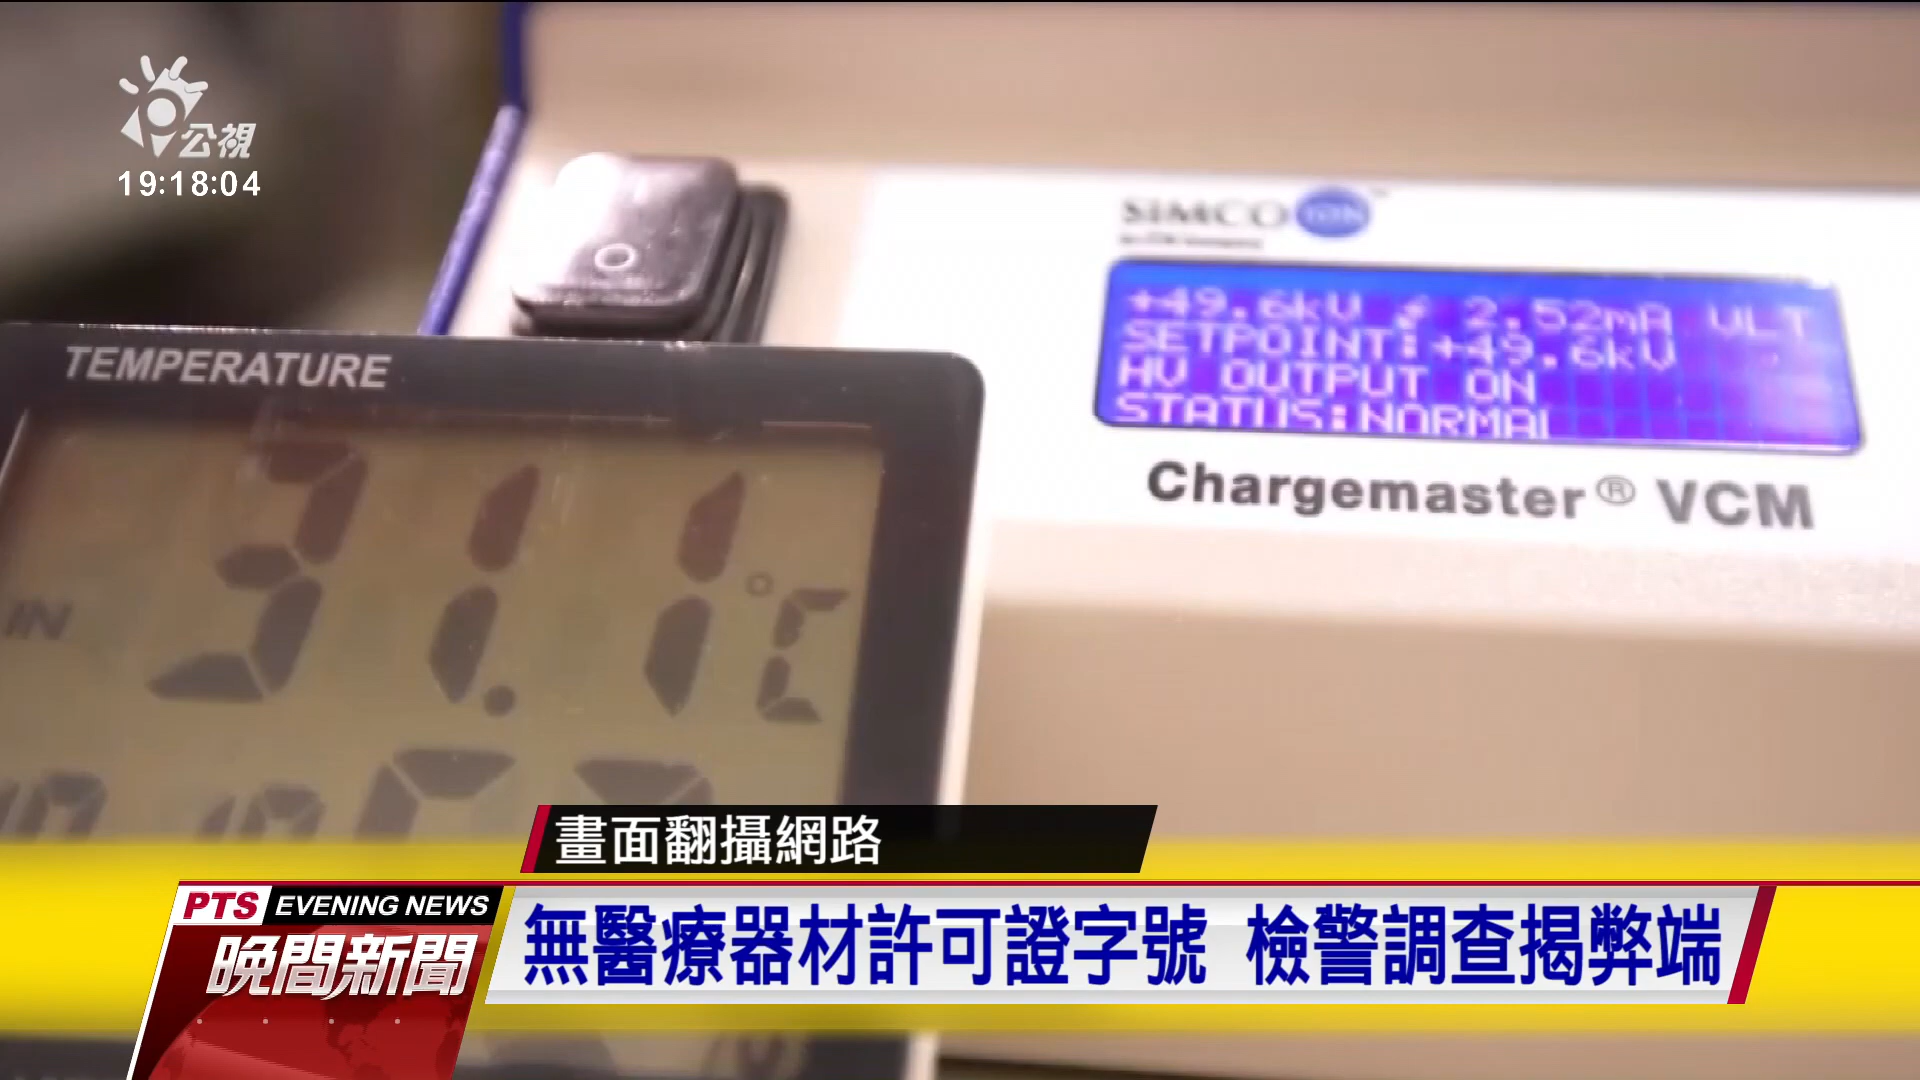 公視
19:18:04
SIMCO ION
+49.6kV 2.52mA VLT
SETPOINT:+49.6kV
HV OUTPUT ON
STATUS:NORMAL
Chargemaster® VCM
TEMPERATURE
31.1°C
IN
畫面翻攝網路
PTS EVENING NEWS
晚間新聞
無醫療器材許可證字號 檢警調查揭弊端